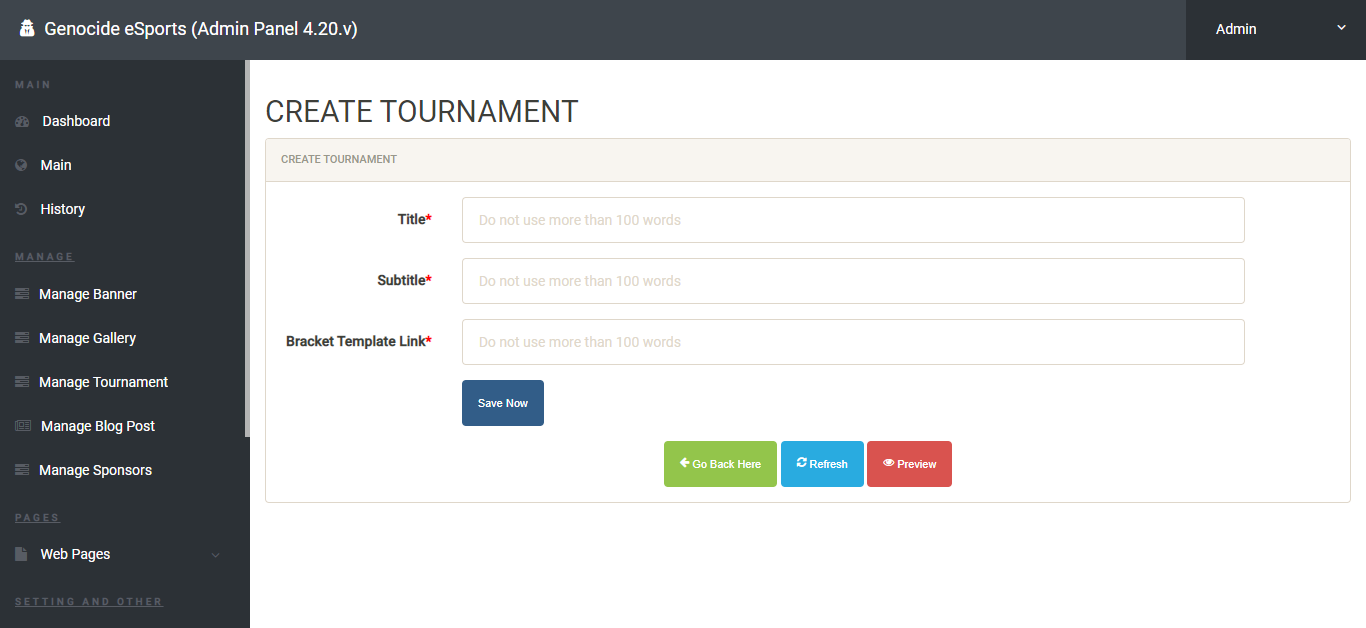 Genocide eSports (Admin Panel 4.20.v)
Admin
MAIN
Dashboard
Main
History
MANAGE
Manage Banner
Manage Gallery
Manage Tournament
Manage Blog Post
Manage Sponsors
PAGES
Web Pages
SETTING AND OTHER
CREATE TOURNAMENT
CREATE TOURNAMENT
Title* Do not use more than 100 words
Subtitle* Do not use more than 100 words
Bracket Template Link* Do not use more than 100 words
Save Now
Go Back Here Refresh Preview